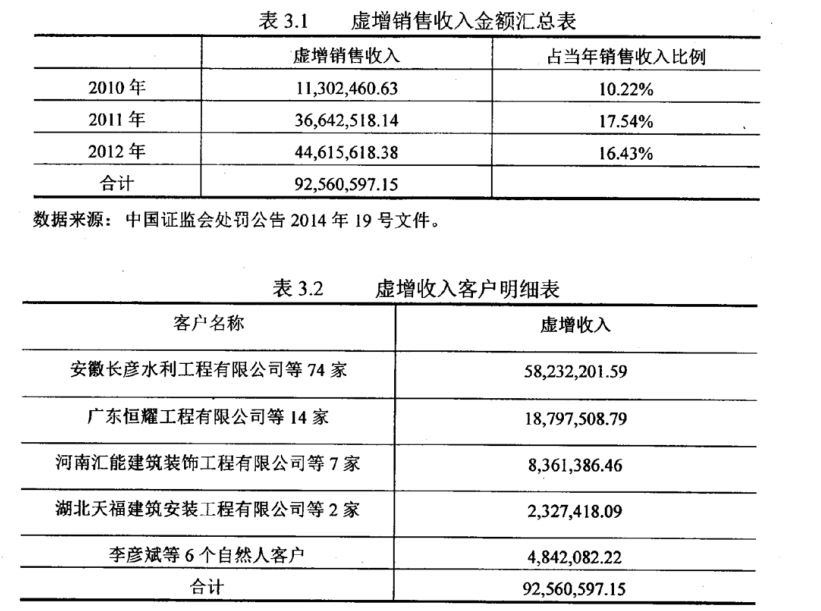 表 3.1 虚增销售收入金额汇总表
虚增销售收入 占当年销售收入比例
2010 年 11,302,460.63 10.22%
2011 年 36,642,518.14 17.54%
2012 年 44,615,618.38 16.43%
合计 92,560,597.15
数据来源：中国证监会处罚公告 2014 年 19 号文件。
表 3.2 虚增收入客户明细表
客户名称 虚增收入
安徽长彦水利工程有限公司等 74 家 58,232,201.59
广东恒耀工程有限公司等 14 家 18,797,508.79
河南汇能建筑装饰工程有限公司等 7 家 8,361,386.46
湖北天福建筑安装工程有限公司等 2 家 2,327,418.09
李彦斌等 6 个自然人客户 4,842,082.22
合计 92,560,597.15